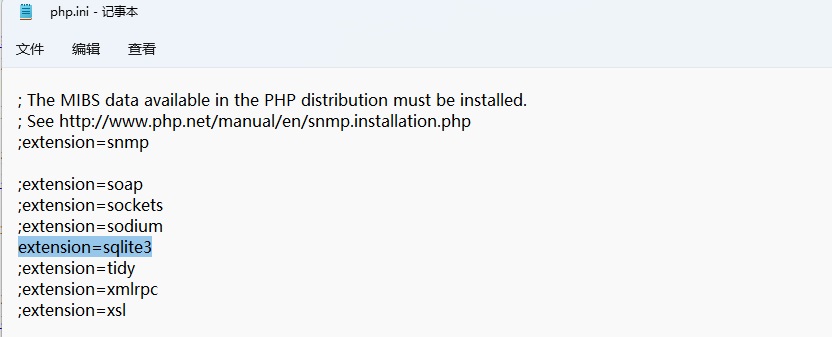 php.ini - 记事本
文件 编辑 查看
; The MIBS data available in the PHP distribution must be installed.
; See http://www.php.net/manual/en/snmp.installation.php
;extension=snmp
;extension=soap
;extension=sockets
;extension=sodium
extension=sqlite3
;extension=tidy
;extension=xmlrpc
;extension=xsl